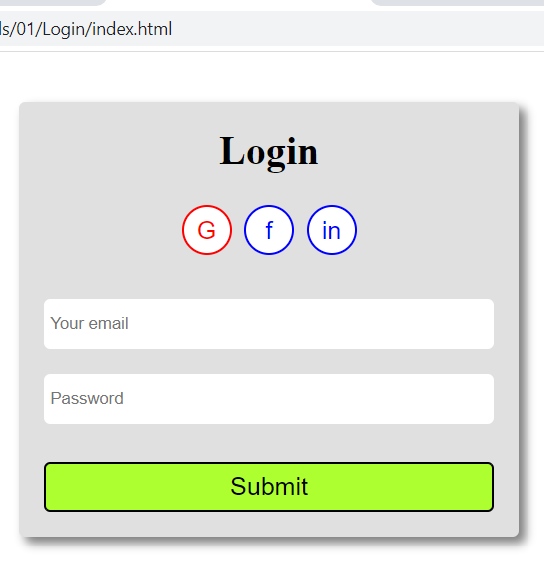 ls/01/Login/index.html
Login
G f in
Your email
Password
Submit